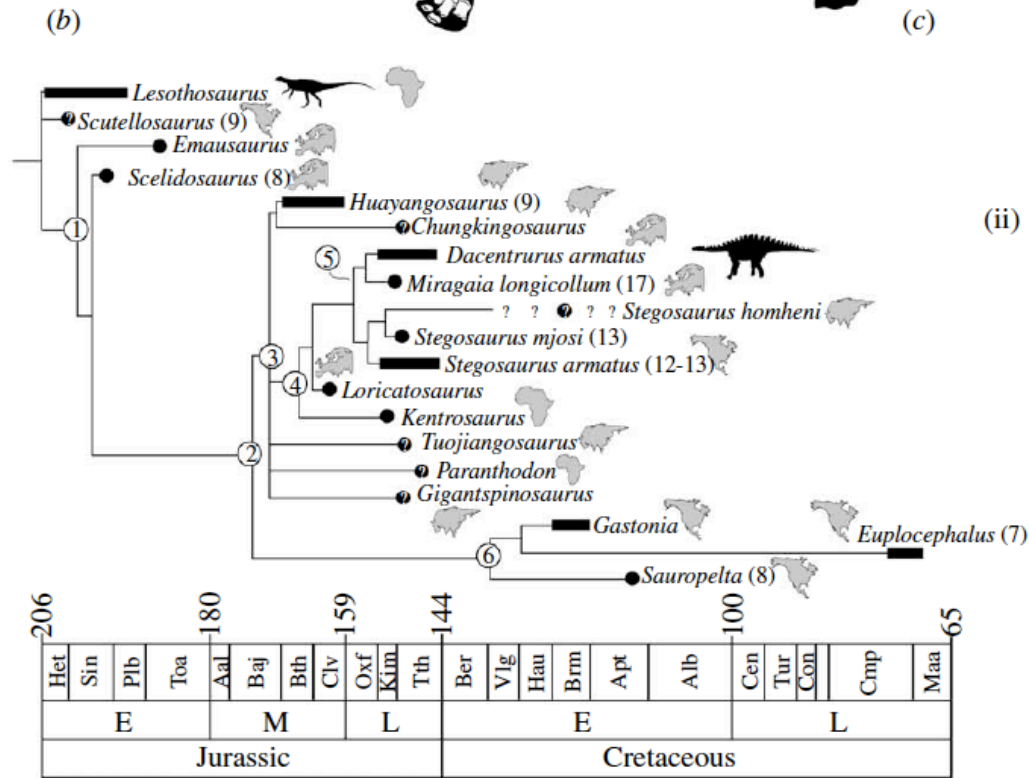 (b) (c)
Lesothosaurus
? Scutellosaurus (9)
Emausaurus
Scelidosaurus (8)
Huayangosaurus (9)
? Chungkingosaurus
(ii)
1
5
Dacentrurus armatus
Miragaia longicollum (17)
? ? ? ? ? Stegosaurus homheni
Stegosaurus mjosi (13)
3
Stegosaurus armatus (12-13)
4
Loricatosaurus
Kentrosaurus
2
? Tuojiangosaurus
? Paranthodon
? Gigantspinosaurus
Gastonia
Euplocephalus (7)
6
Sauropelta (8)
206 180 159 144 100 65
Het Sin Plb Toa Aal Baj Bth Clv Oxf Kim Tth Ber Vlg Hau Brm Apt Alb Cen Tur Con Cmp Maa
E M L E L
Jurassic Cretaceous